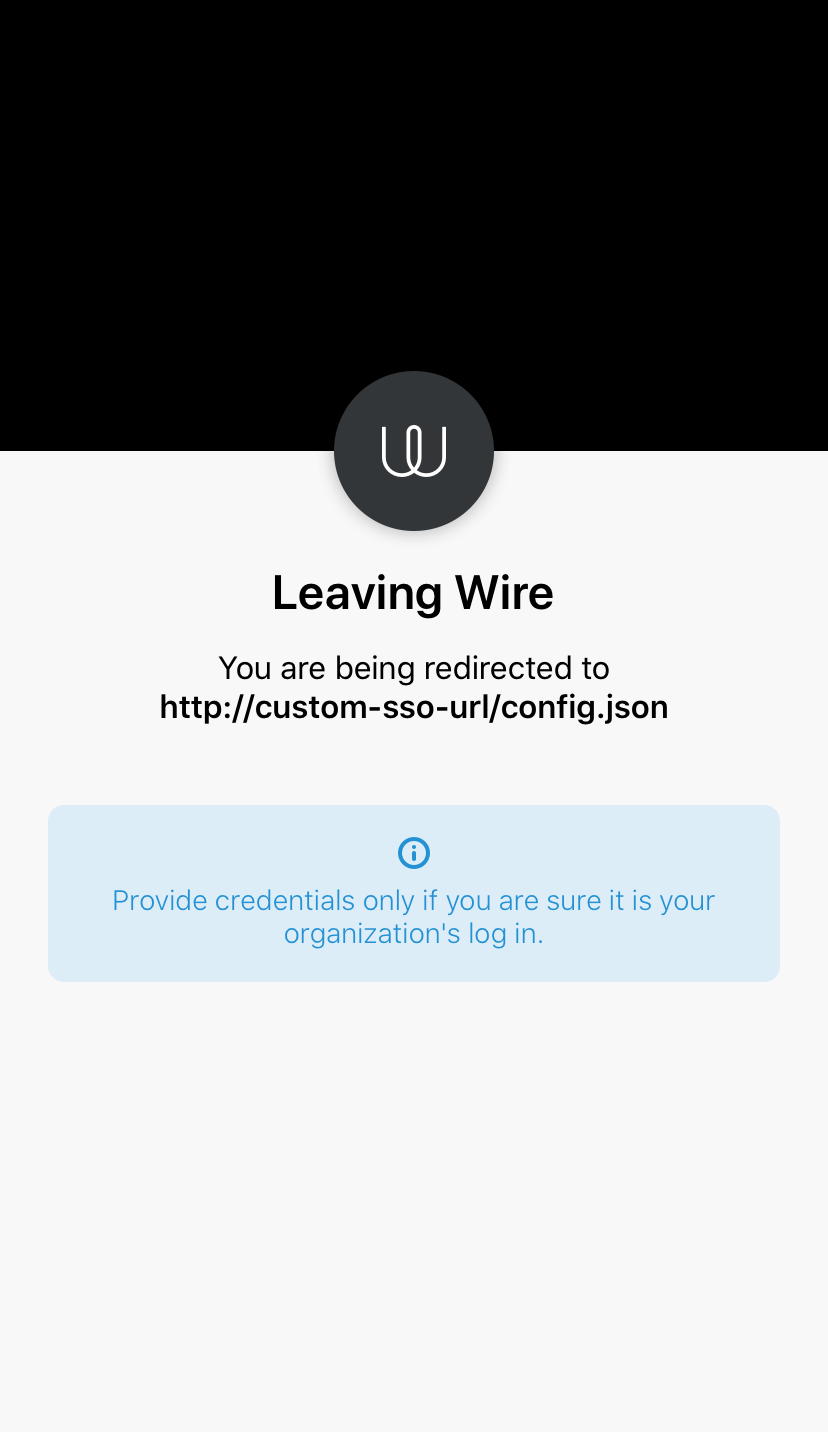 Leaving Wire
You are being redirected to
http://custom-sso-url/config.json
Provide credentials only if you are sure it is your
organization's log in.